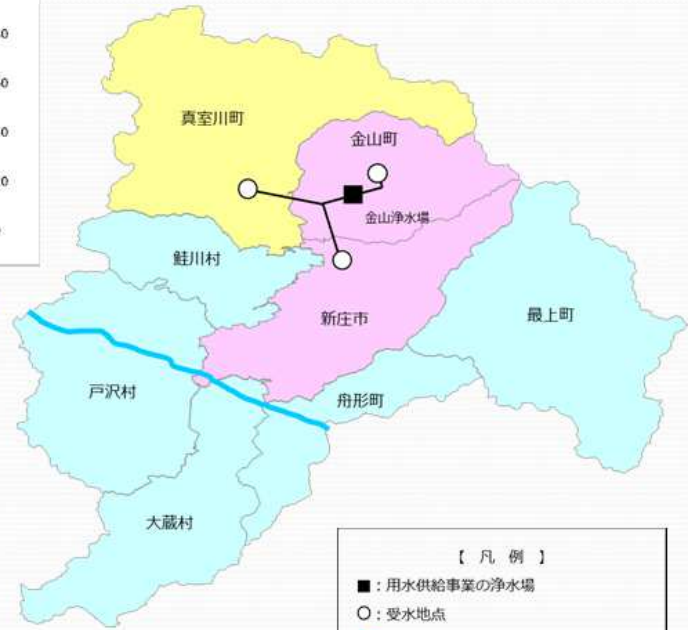 真室川町
金山町
金山浄水場
鮭川村
新庄市
最上町
戸沢村
舟形町
大蔵村
【 凡 例 】
■：用水供給事業の浄水場
○：受水地点